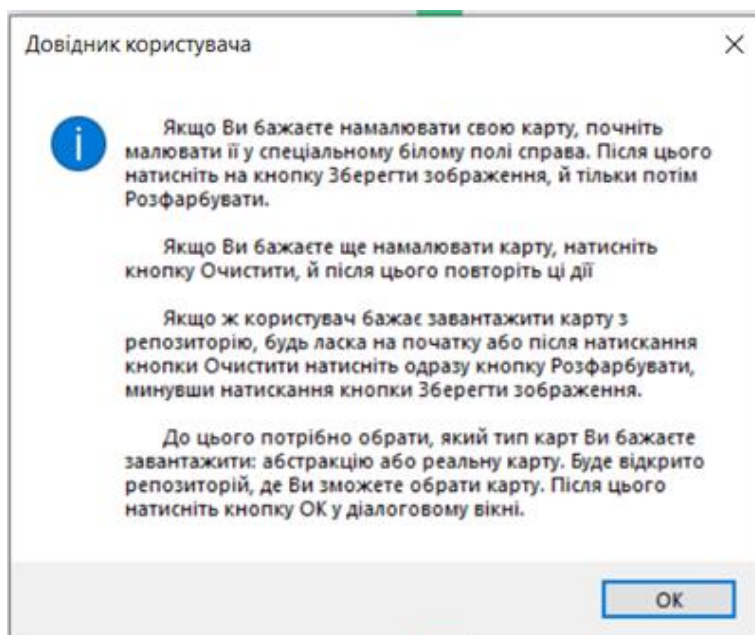 Довідник користувача
Якщо Ви бажаєте намалювати свою карту, почніть
малювати її у спеціальному білому полі справа. Після цього
натисніть на кнопку Зберегти зображення, й тільки потім
Розфарбувати.
Якщо Ви бажаєте ще намалювати карту, натисніть
кнопку Очистити, й після цього повторіть ці дії
Якщо ж користувач бажає завантажити карту з
репозиторію, будь ласка на початку або після натискання
кнопки Очистити натисніть одразу кнопку Розфарбувати,
минувши натискання кнопки Зберегти зображення.
До цього потрібно обрати, який тип карт Ви бажаєте
завантажити: абстракцію або реальну карту. Буде відкрито
репозиторій, де Ви зможете обрати карту. Після цього
натисніть кнопку ОК у діалоговому вікні.
ОК